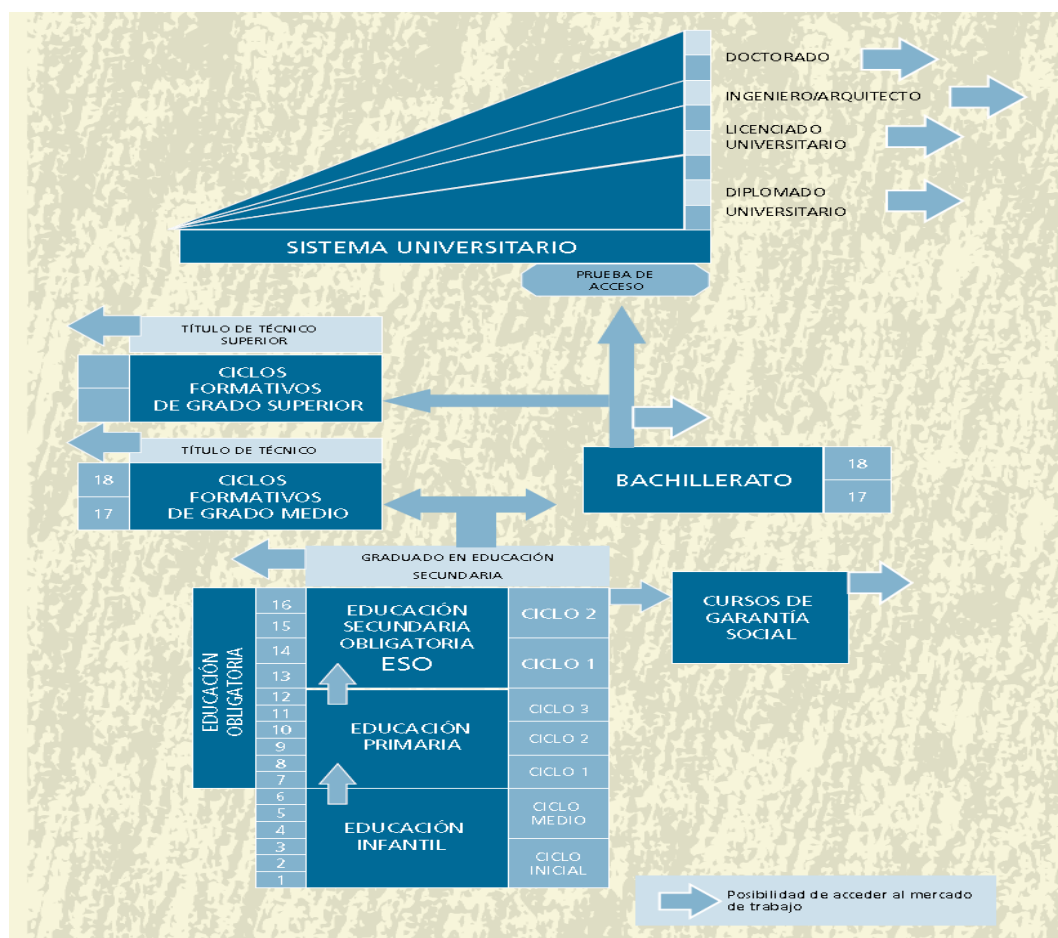 DOCTORADO
INGENIERO/ARQUITECTO
LICENCIADO
UNIVERSITARIO
DIPLOMADO
UNIVERSITARIO
SISTEMA UNIVERSITARIO
PRUEBA DE
ACCESO
TÍTULO DE TÉCNICO
SUPERIOR
CICLOS
FORMATIVOS
DE GRADO SUPERIOR
TÍTULO DE TÉCNICO
18
17
CICLOS
FORMATIVOS
DE GRADO MEDIO
BACHILLERATO
18
17
GRADUADO EN EDUCACIÓN
SECUNDARIA
EDUCACIÓN
OBLIGATORIA
16
15
14
13
12
11
10
9
8
7
6
5
4
3
2
1
EDUCACIÓN
SECUNDARIA
OBLIGATORIA
ESO
CICLO 2
CICLO 1
EDUCACIÓN
PRIMARIA
CICLO 3
CICLO 2
CICLO 1
EDUCACIÓN
INFANTIL
CICLO
MEDIO
CICLO
INICIAL
CURSOS DE
GARANTÍA
SOCIAL
Posibilidad de acceder al mercado
de trabajo